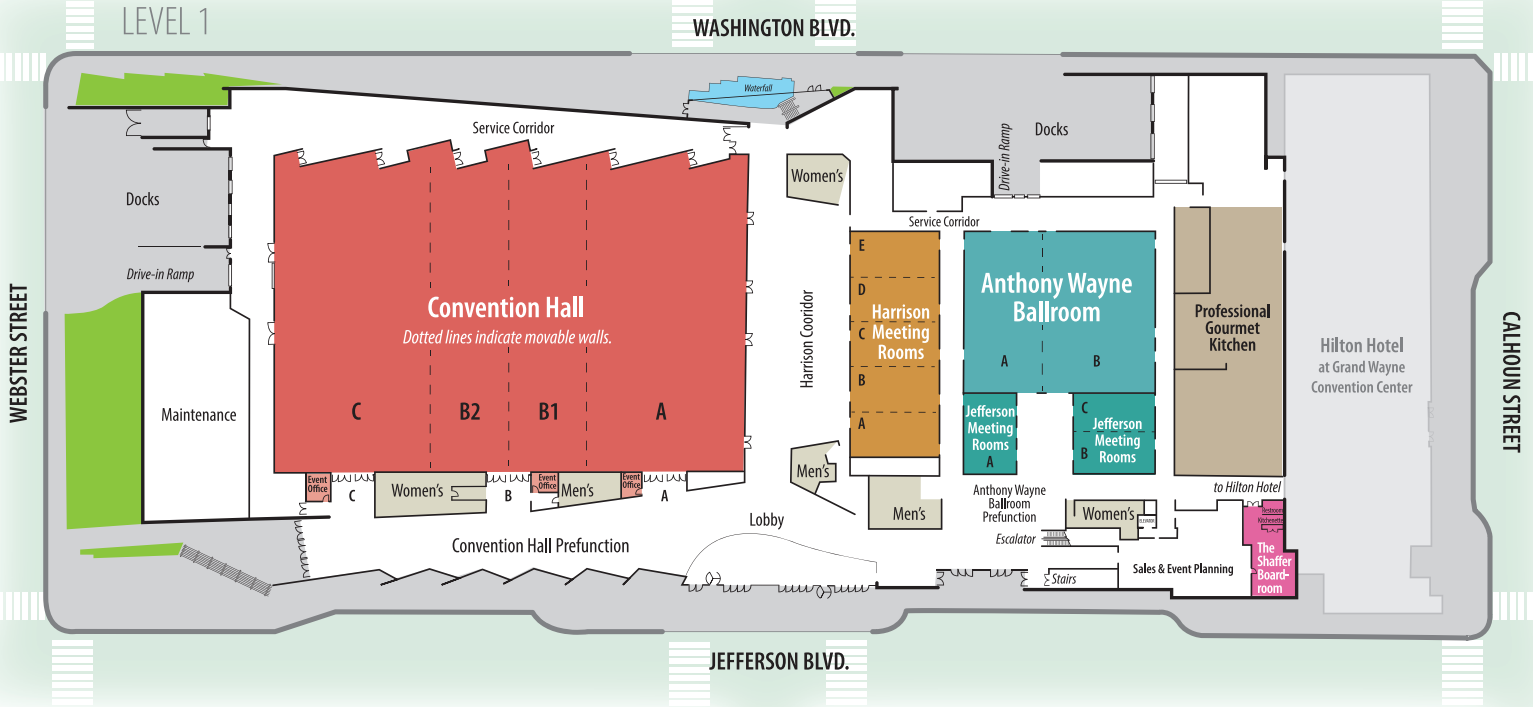 LEVEL 1
WASHINGTON BLVD.
Waterfall
Service Corridor
Docks
Drive-in Ramp
Women's
Docks
Service Corridor
Drive-in Ramp
WEBSTER STREET
Maintenance
Convention Hall
Dotted lines indicate movable walls.
C
B2
B1
A
Harrison Cooridor
E
D
C
B
A
Harrison
Meeting
Rooms
Anthony Wayne
Ballroom
A
B
Jefferson
Meeting
Rooms
A
C
B
Jefferson
Meeting
Rooms
Professional
Gourmet
Kitchen
Hilton Hotel
at Grand Wayne
Convention Center
CALHOUN STREET
Event
Office
C
Women's
B
Event
Office
Men's
Event
Office
A
Men's
Men's
Lobby
Convention Hall Prefunction
Anthony Wayne
Ballroom
Prefunction
Escalator
Women's
ELEVATOR
Stairs
Sales & Event Planning
to Hilton Hotel
Restroom
Kitchenette
The
Shaffer
Board-
room
JEFFERSON BLVD.